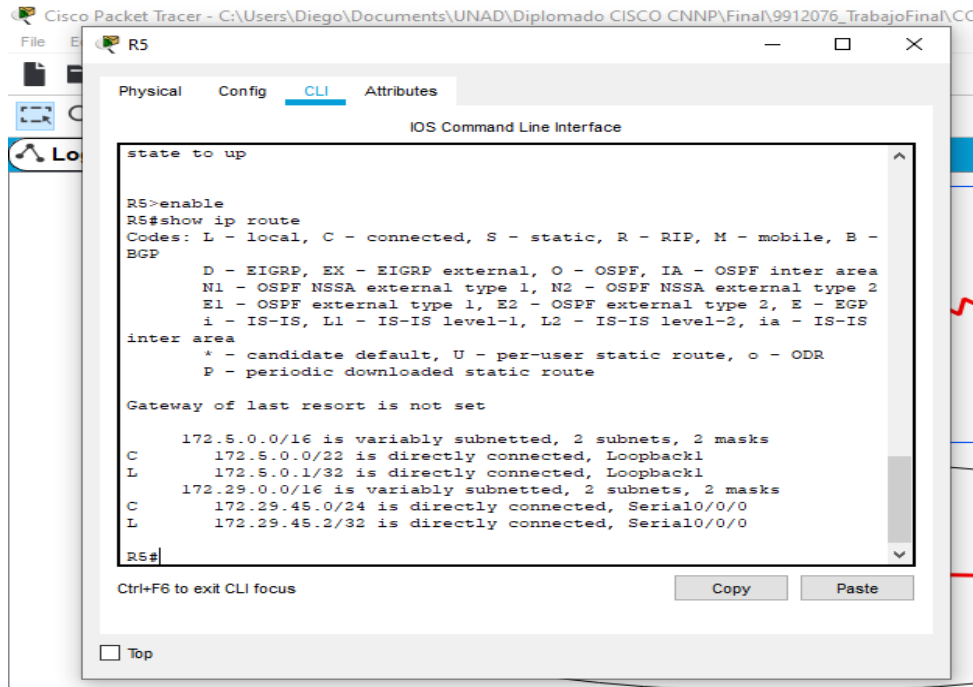 Cisco Packet Tracer - C:\Users\Diego\Documents\UNAD\Diplomado CISCO CNNP\Final\9912076_TrabajoFinal\CC
File
R5
Physical Config CLI Attributes
IOS Command Line Interface
state to up
R5>enable
R5#show ip route
Codes: L - local, C - connected, S - static, R - RIP, M - mobile, B -
BGP
D - EIGRP, EX - EIGRP external, O - OSPF, IA - OSPF inter area
N1 - OSPF NSSA external type 1, N2 - OSPF NSSA external type 2
E1 - OSPF external type 1, E2 - OSPF external type 2, E - EGP
i - IS-IS, L1 - IS-IS level-1, L2 - IS-IS level-2, ia - IS-IS
inter area
* - candidate default, U - per-user static route, o - ODR
P - periodic downloaded static route
Gateway of last resort is not set
172.5.0.0/16 is variably subnetted, 2 subnets, 2 masks
C 172.5.0.0/22 is directly connected, Loopback1
L 172.5.0.1/32 is directly connected, Loopback1
172.29.0.0/16 is variably subnetted, 2 subnets, 2 masks
C 172.29.45.0/24 is directly connected, Serial0/0/0
L 172.29.45.2/32 is directly connected, Serial0/0/0
R5#
Ctrl+F6 to exit CLI focus
Copy Paste
Top